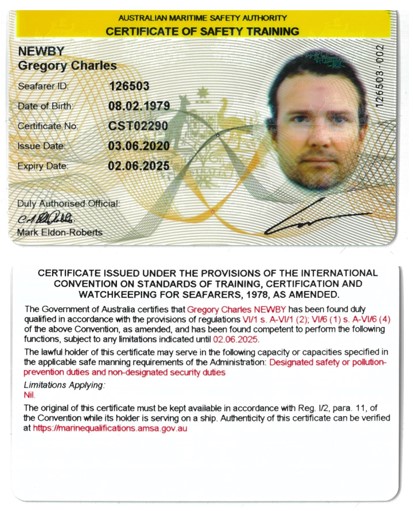 AUSTRALIAN MARITIME SAFETY AUTHORITY
CERTIFICATE OF SAFETY TRAINING
NEWBY
Gregory Charles
Seafarer ID: 126503
Date of Birth: 08.02.1979
Certificate No. CST02290
Issue Date: 03.06.2020
Expiry Date: 02.06.2025
126503-002
Duly Authorised Official:
Mark Eldon-Roberts
CERTIFICATE ISSUED UNDER THE PROVISIONS OF THE INTERNATIONAL
CONVENTION ON STANDARDS OF TRAINING, CERTIFICATION AND
WATCHKEEPING FOR SEAFARERS, 1978, AS AMENDED.
The Government of Australia certifies that Gregory Charles NEWBY has been found duly
qualified in accordance with the provisions of regulations VI/1 s. A-VI/1 (2); VI/6 (1) s. A-VI/6 (4)
of the above Convention, as amended, and has been found competent to perform the following
functions, subject to any limitations indicated until 02.06.2025.
The lawful holder of this certificate may serve in the following capacity or capacities specified in
the applicable safe manning requirements of the Administration: Designated safety or pollution-
prevention duties and non-designated security duties
Limitations Applying:
Nil.
The original of this certificate must be kept available in accordance with Reg. I/2, para. 11, of
the Convention while its holder is serving on a ship. Authenticity of this certificate can be verified
at https://marinequalifications.amsa.gov.au